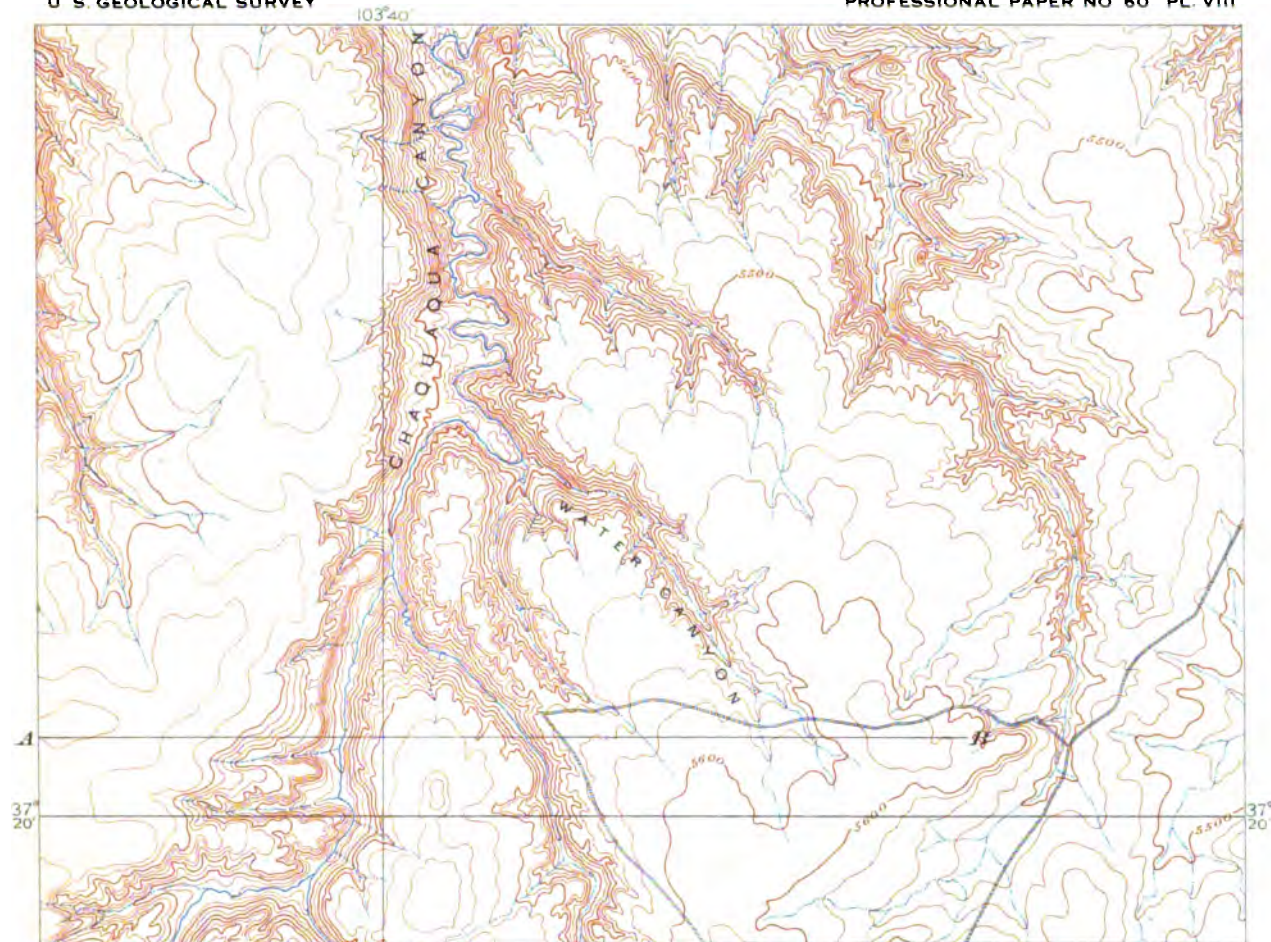 U. S. GEOLOGICAL SURVEY
PROFESSIONAL PAPER NO 60 PL. VIII
103°40'
CHAQUAQUA CANYON
5500
5500
WATER CANYON
A
B
5600
5600
5500
37°
20'
37°
20'